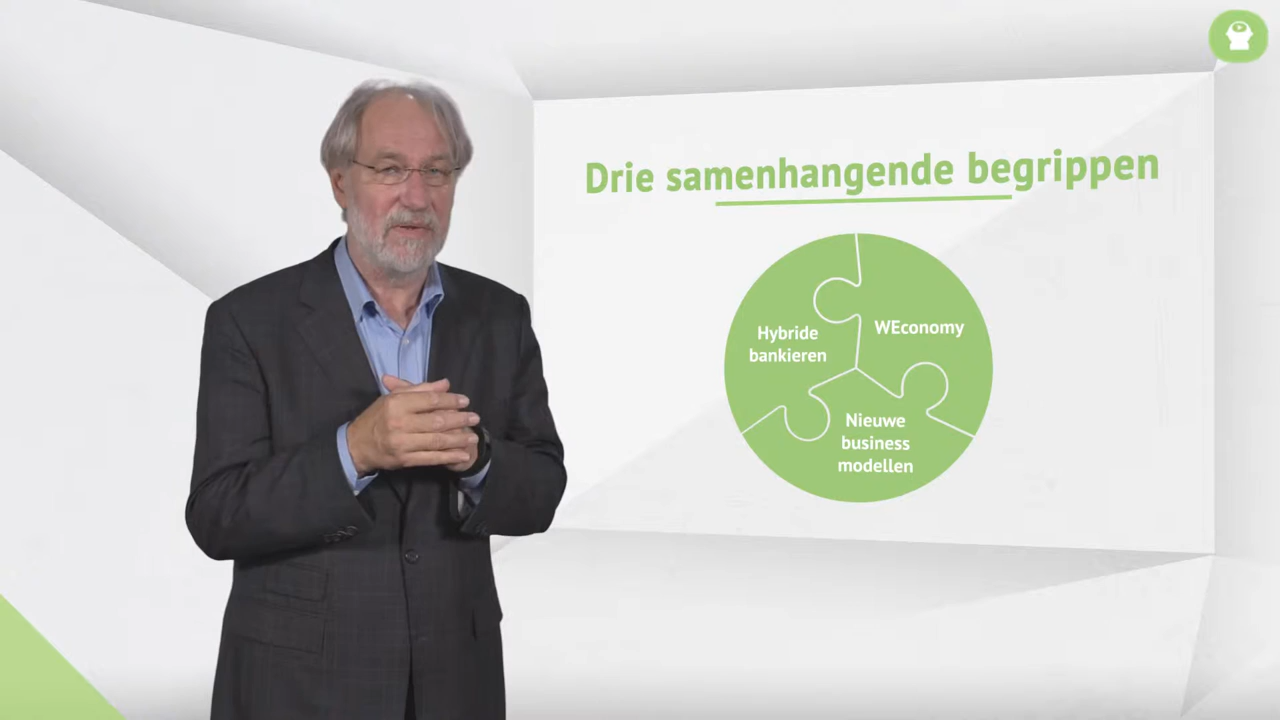 Drie samenhangende begrippen
Hybride
bankieren
WEconomy
Nieuwe
business
modellen